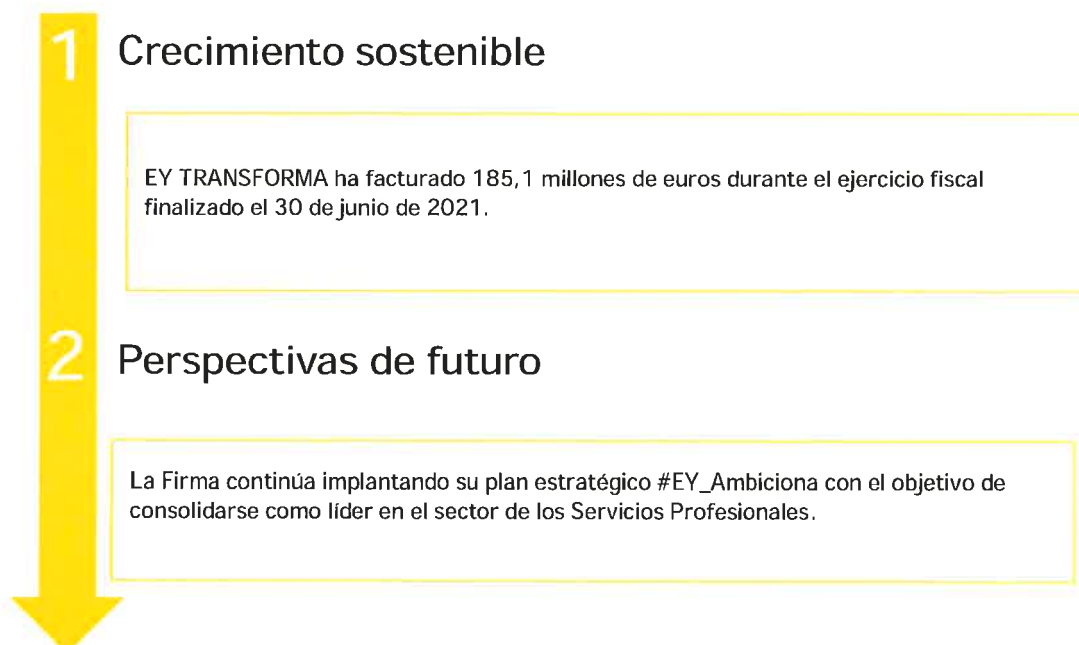 1
Crecimiento sostenible
EY TRANSFORMA ha facturado 185,1 millones de euros durante el ejercicio fiscal
finalizado el 30 de junio de 2021.
2
Perspectivas de futuro
La Firma continúa implantando su plan estratégico #EY_Ambiciona con el objetivo de
consolidarse como líder en el sector de los Servicios Profesionales.